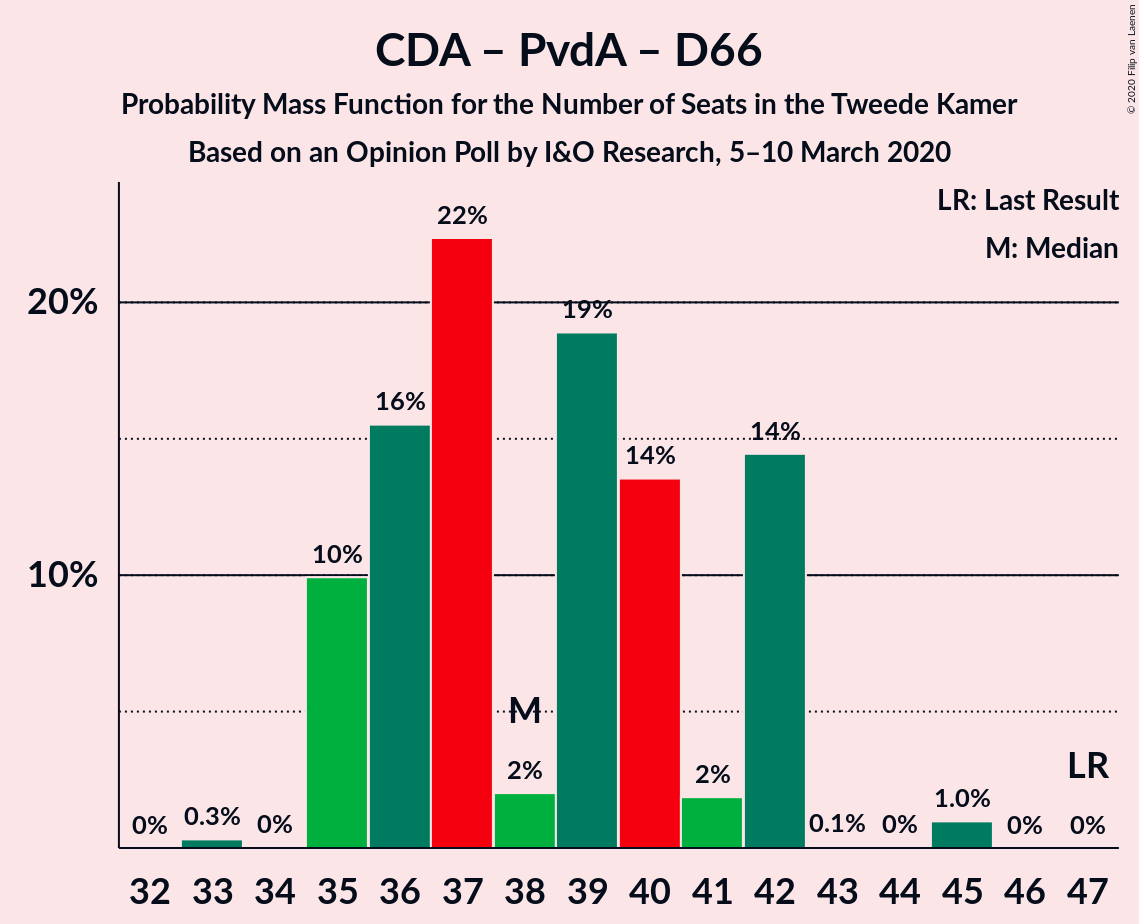 © 2020 Filip van Laenen
CDA – PvdA – D66
Probability Mass Function for the Number of Seats in the Tweede Kamer
Based on an Opinion Poll by I&O Research, 5–10 March 2020
LR: Last Result
M: Median
20%
10%
0%
0.3%
0%
10%
16%
22%
2%
19%
14%
2%
14%
0.1%
0%
1.0%
0%
0%
M
LR
32 33 34 35 36 37 38 39 40 41 42 43 44 45 46 47